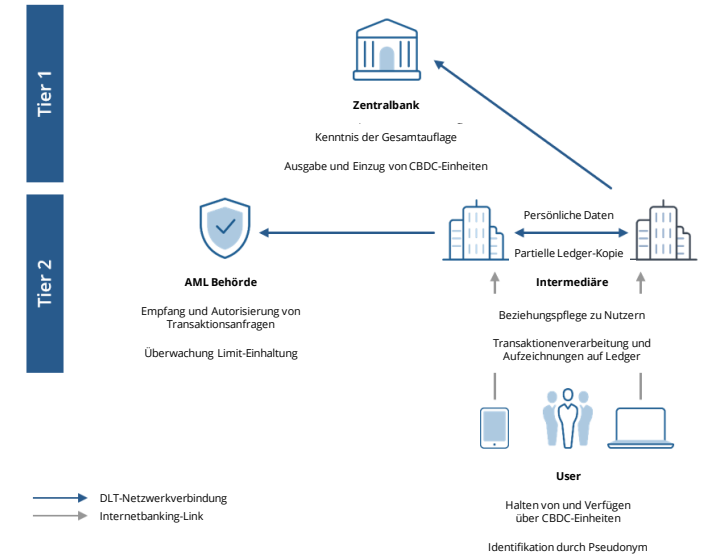 Tier 1
Zentralbank
Kenntnis der Gesamtauflage
Ausgabe und Einzug von CBDC-Einheiten
Tier 2
AML Behörde
Empfang und Autorisierung von
Transaktionsanfragen
Überwachung Limit-Einhaltung
Persönliche Daten
Partielle Ledger-Kopie
Intermediäre
Beziehungspflege zu Nutzern
Transaktionenverarbeitung und
Aufzeichnungen auf Ledger
User
Halten von und Verfügen
über CBDC-Einheiten
Identifikation durch Pseudonym
DLT-Netzwerkverbindung
Internetbanking-Link